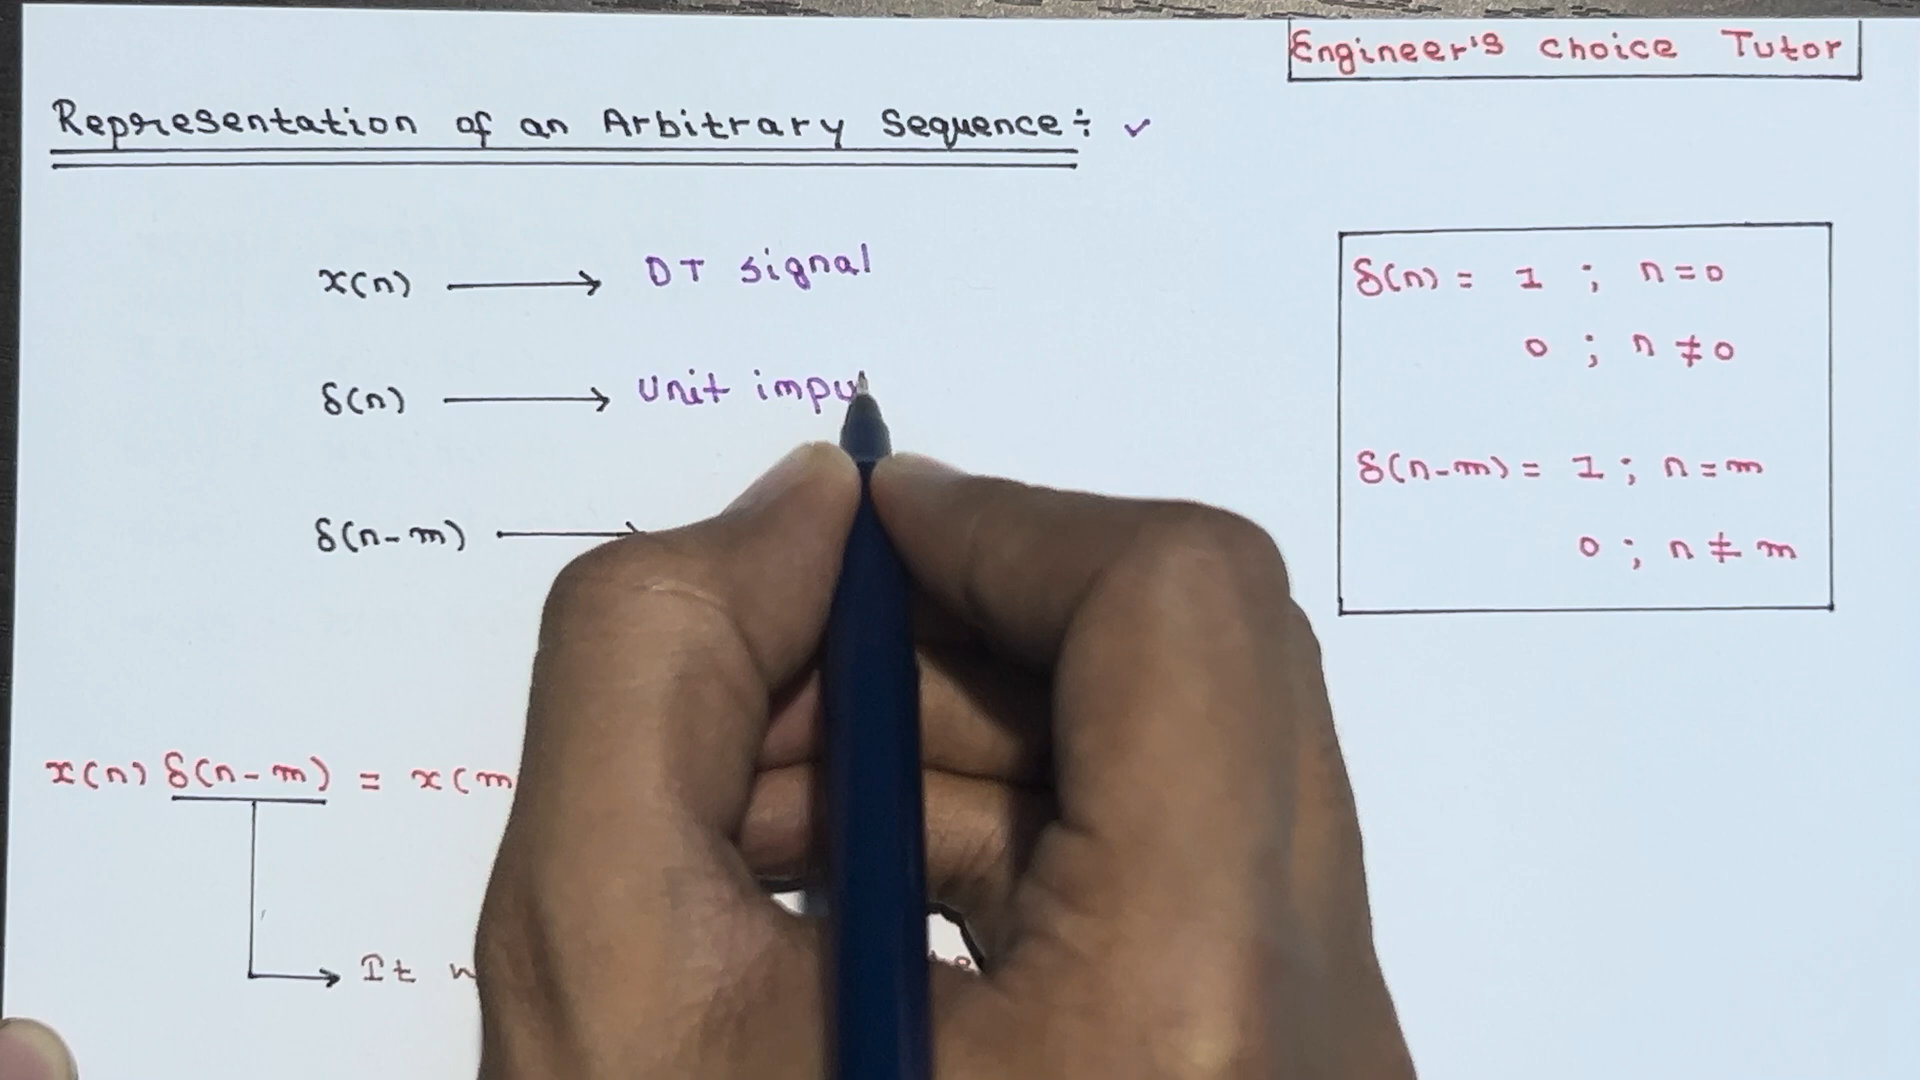 Engineer's choice Tutor
Representation of an Arbitrary Sequence÷ ✓
x(n) ⟶ DT signal
δ(n) ⟶ Unit impu
δ(n-m) ⟶
δ(n) = 1 ; n=0
0 ; n≠0
δ(n-m) = 1 ; n=m
0 ; n≠m
x(n) δ(n-m) = x(m
It